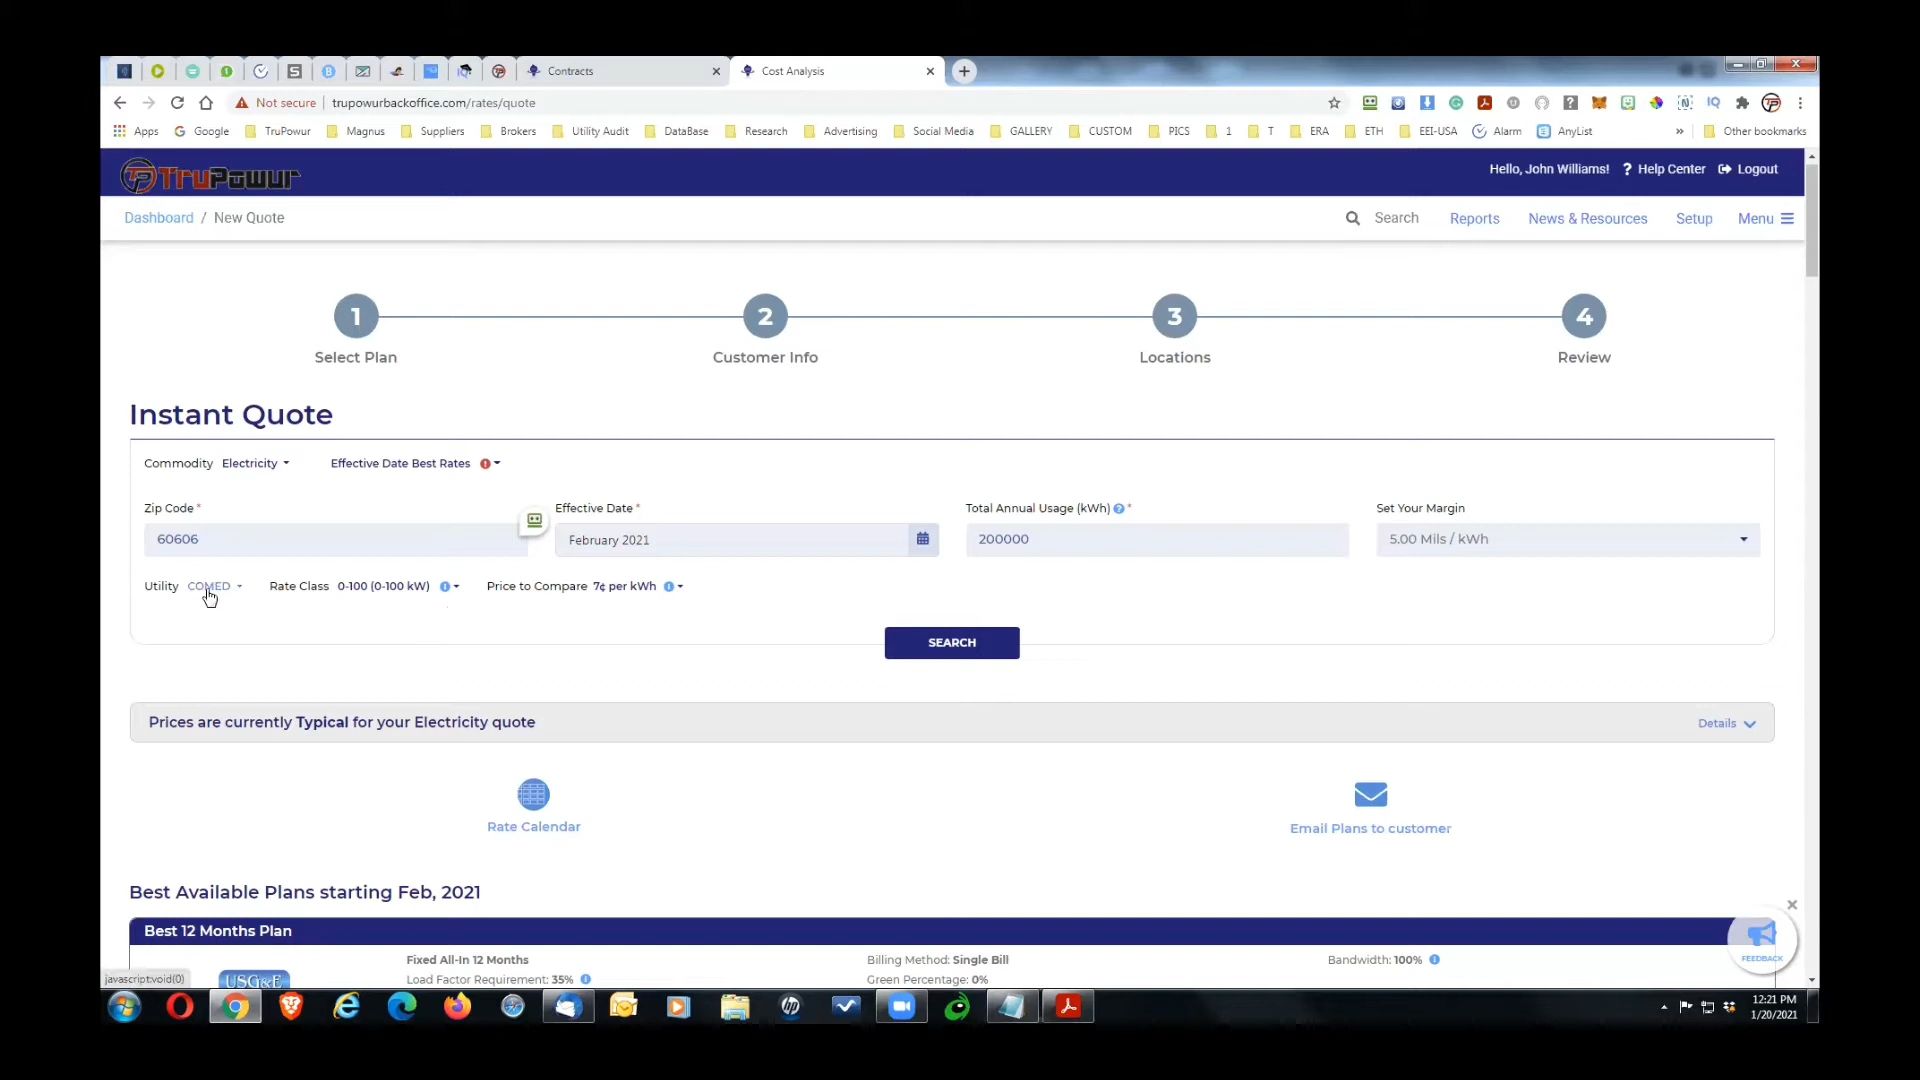 Contracts
Cost Analysis
Not secure trupowurbackoffice.com/rates/quote
Apps Google TruPowur Magnus Suppliers Brokers Utility Audit DataBase Research Advertising Social Media GALLERY CUSTOM PICS 1 T ERA ETH EEI-USA Alarm AnyList » Other bookmarks
TruPowur
Hello, John Williams! ? Help Center Logout
Dashboard / New Quote
Search Reports News & Resources Setup Menu
1 2 3 4
Select Plan Customer Info Locations Review
Instant Quote
Commodity Electricity Effective Date Best Rates
Zip Code * Effective Date * Total Annual Usage (kWh) ? * Set Your Margin
60606 February 2021 200000 5.00 Mils / kWh
Utility COMED Rate Class 0-100 (0-100 kW) Price to Compare 7¢ per kWh
SEARCH
Prices are currently Typical for your Electricity quote Details
Rate Calendar Email Plans to customer
Best Available Plans starting Feb, 2021
Best 12 Months Plan
FEEDBACK
Fixed All-In 12 Months Billing Method: Single Bill Bandwidth: 100%
USG&E Load Factor Requirement: 35% Green Percentage: 0%
javascript:void(0)
12:21 PM
1/20/2021